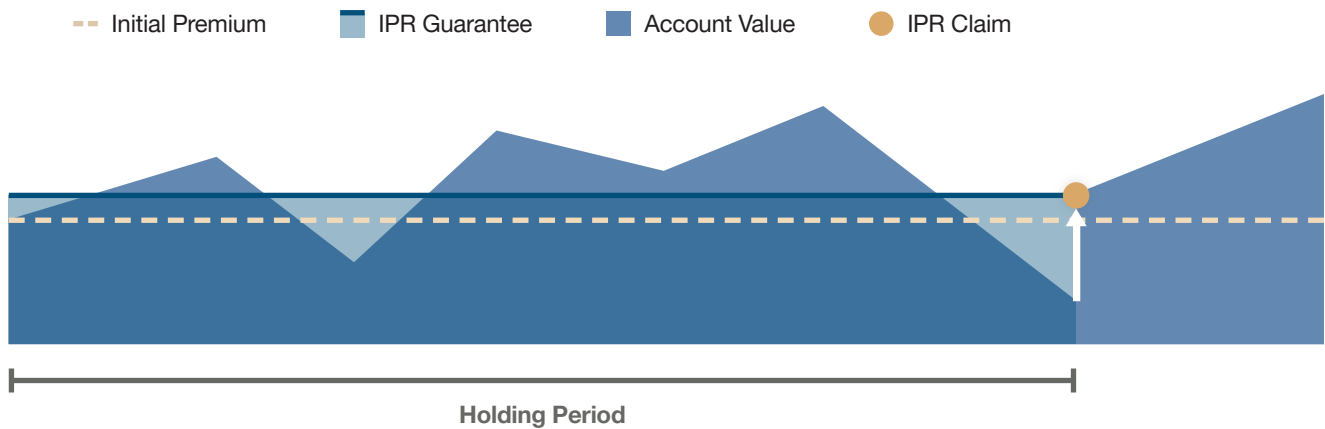 Initial Premium IPR Guarantee Account Value IPR Claim
Holding Period